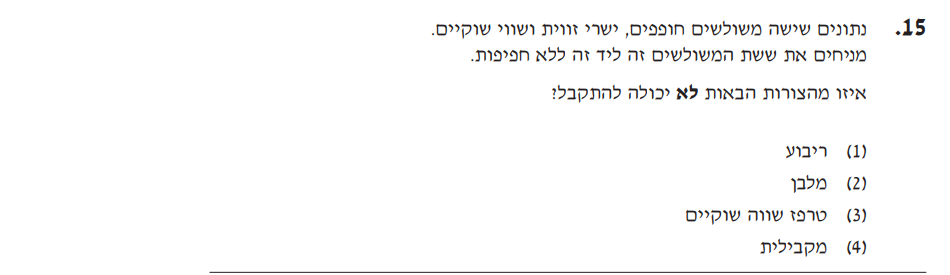 15. נתונים שישה משולשים חופפים, ישרי זווית ושווי שוקיים.
מניחים את ששת המשולשים זה ליד זה ללא חפיפות.
איזו מהצורות הבאות לא יכולה להתקבל?
(1) ריבוע
(2) מלבן
(3) טרפז שווה שוקיים
(4) מקבילית